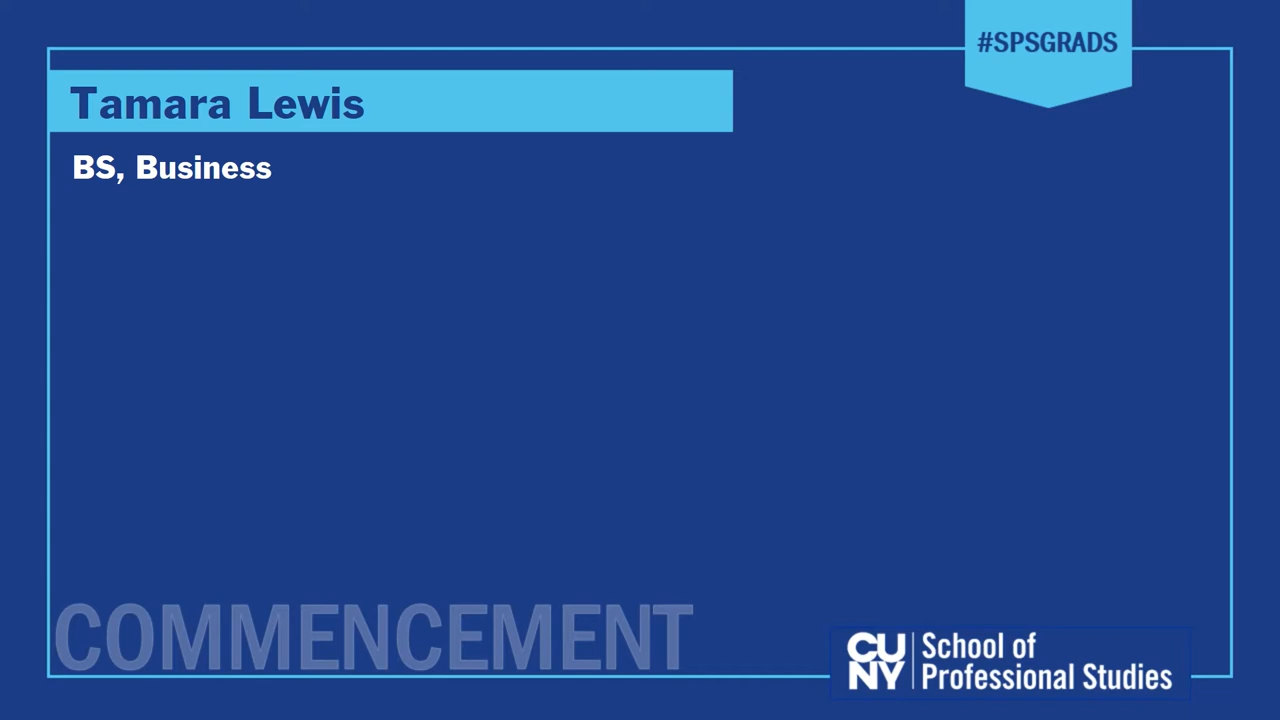 #SPSGRADS
Tamara Lewis
BS, Business
COMMENCEMENT
CU
NY
School of
Professional Studies